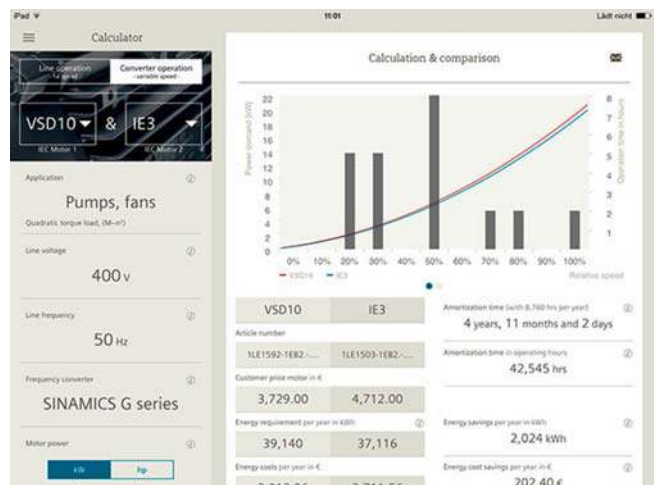 iPad
11:01
Lädt nicht
Calculator
Line operation
Converter operation
- variable speed -
VSD10 & IE3
IEC Motor 1
IEC Motor 2
Application
Pumps, fans
Quadratic torque load, (M~n²)
Line voltage
400 V
Line frequency
50 Hz
Frequency converter
SINAMICS G series
Motor power
kW
hp
Calculation & comparison
Power demand [kW]
22
20
18
16
14
12
10
8
6
4
2
0
8
7
6
5
4
3
2
1
Operation time in hours
0% 10% 20% 30% 40% 50% 60% 70% 80% 90% 100%
VSD10 IE3
Relative speed
VSD10 IE3
Article number
1LE1592-1EB2.-.... 1LE1503-1EB2.-....
Customer price motor in €
3,729.00 4,712.00
Energy requirement per year in kWh
39,140 37,116
Energy costs per year in €
Amortization time (with 8,760 hrs per year)
4 years, 11 months and 2 days
Amortization time in operating hours
42,545 hrs
Energy savings per year in kWh
2,024 kWh
Energy cost savings per year in €
202.40 €